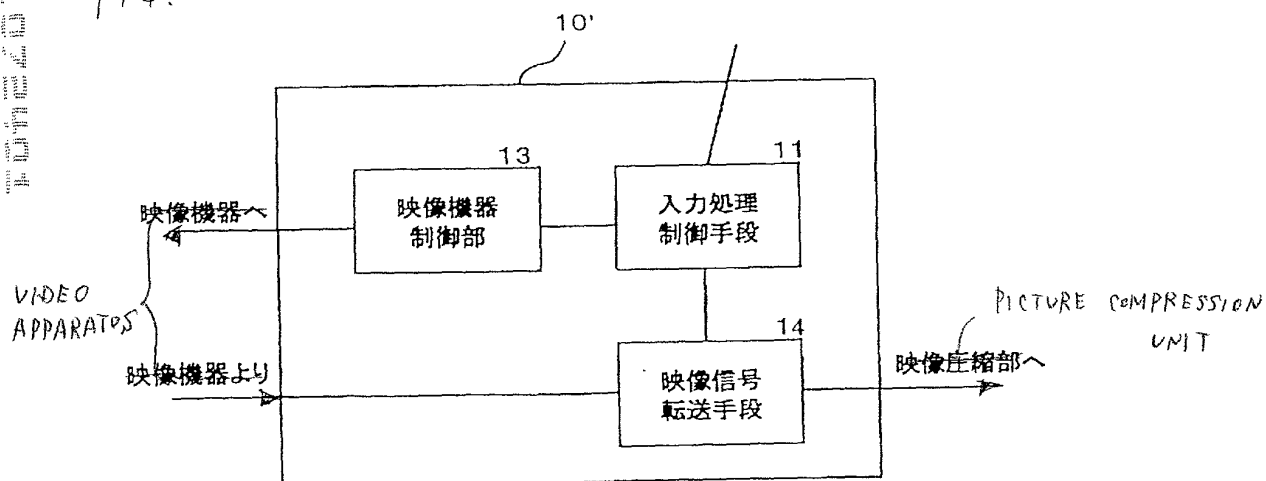 10'
13
11
映像機器へ
映像機器
制御部
入力処理
制御手段
VIDEO
APPARATUS
PICTURE COMPRESSION
UNIT
14
映像機器より
映像信号
転送手段
映像圧縮部へ